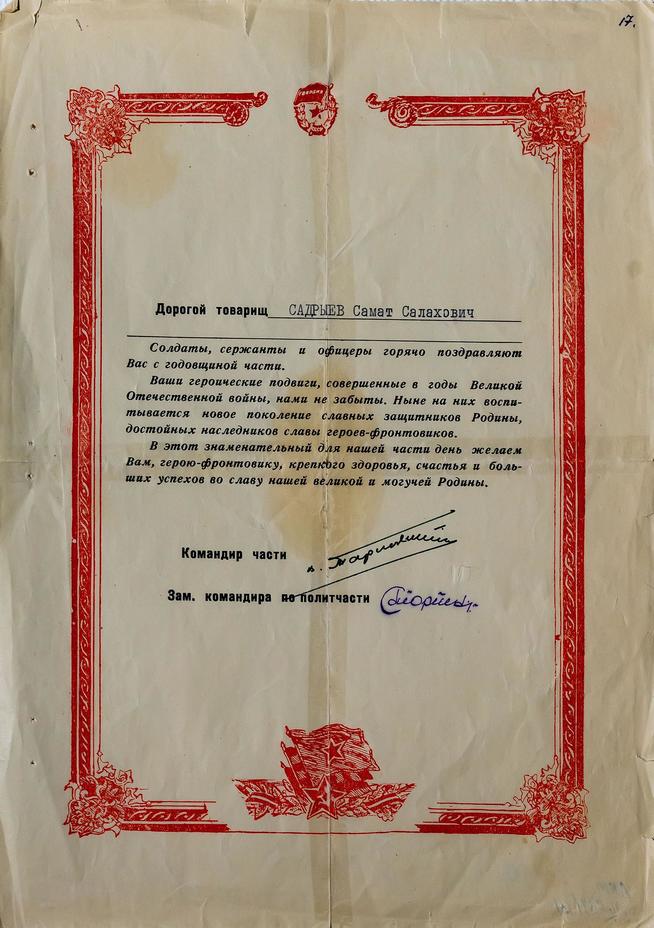 17.
ГВАРДИЯ
СССР
Дорогой товарищ САДРЫЕВ Самат Салахович
Солдаты, сержанты и офицеры горячо поздравляют
Вас с годовщиной части.
Ваши героические подвиги, совершенные в годы Великой
Отечественной войны, нами не забыты. Ныне на них воспи-
тывается новое поколение славных защитников Родины,
достойных наследников славы героев-фронтовиков.
В этот знаменательный для нашей части день желаем
Вам, герою-фронтовику, крепкого здоровья, счастья и боль-
ших успехов во славу нашей великой и могучей Родины.
Командир части
Зам. командира по политчасти